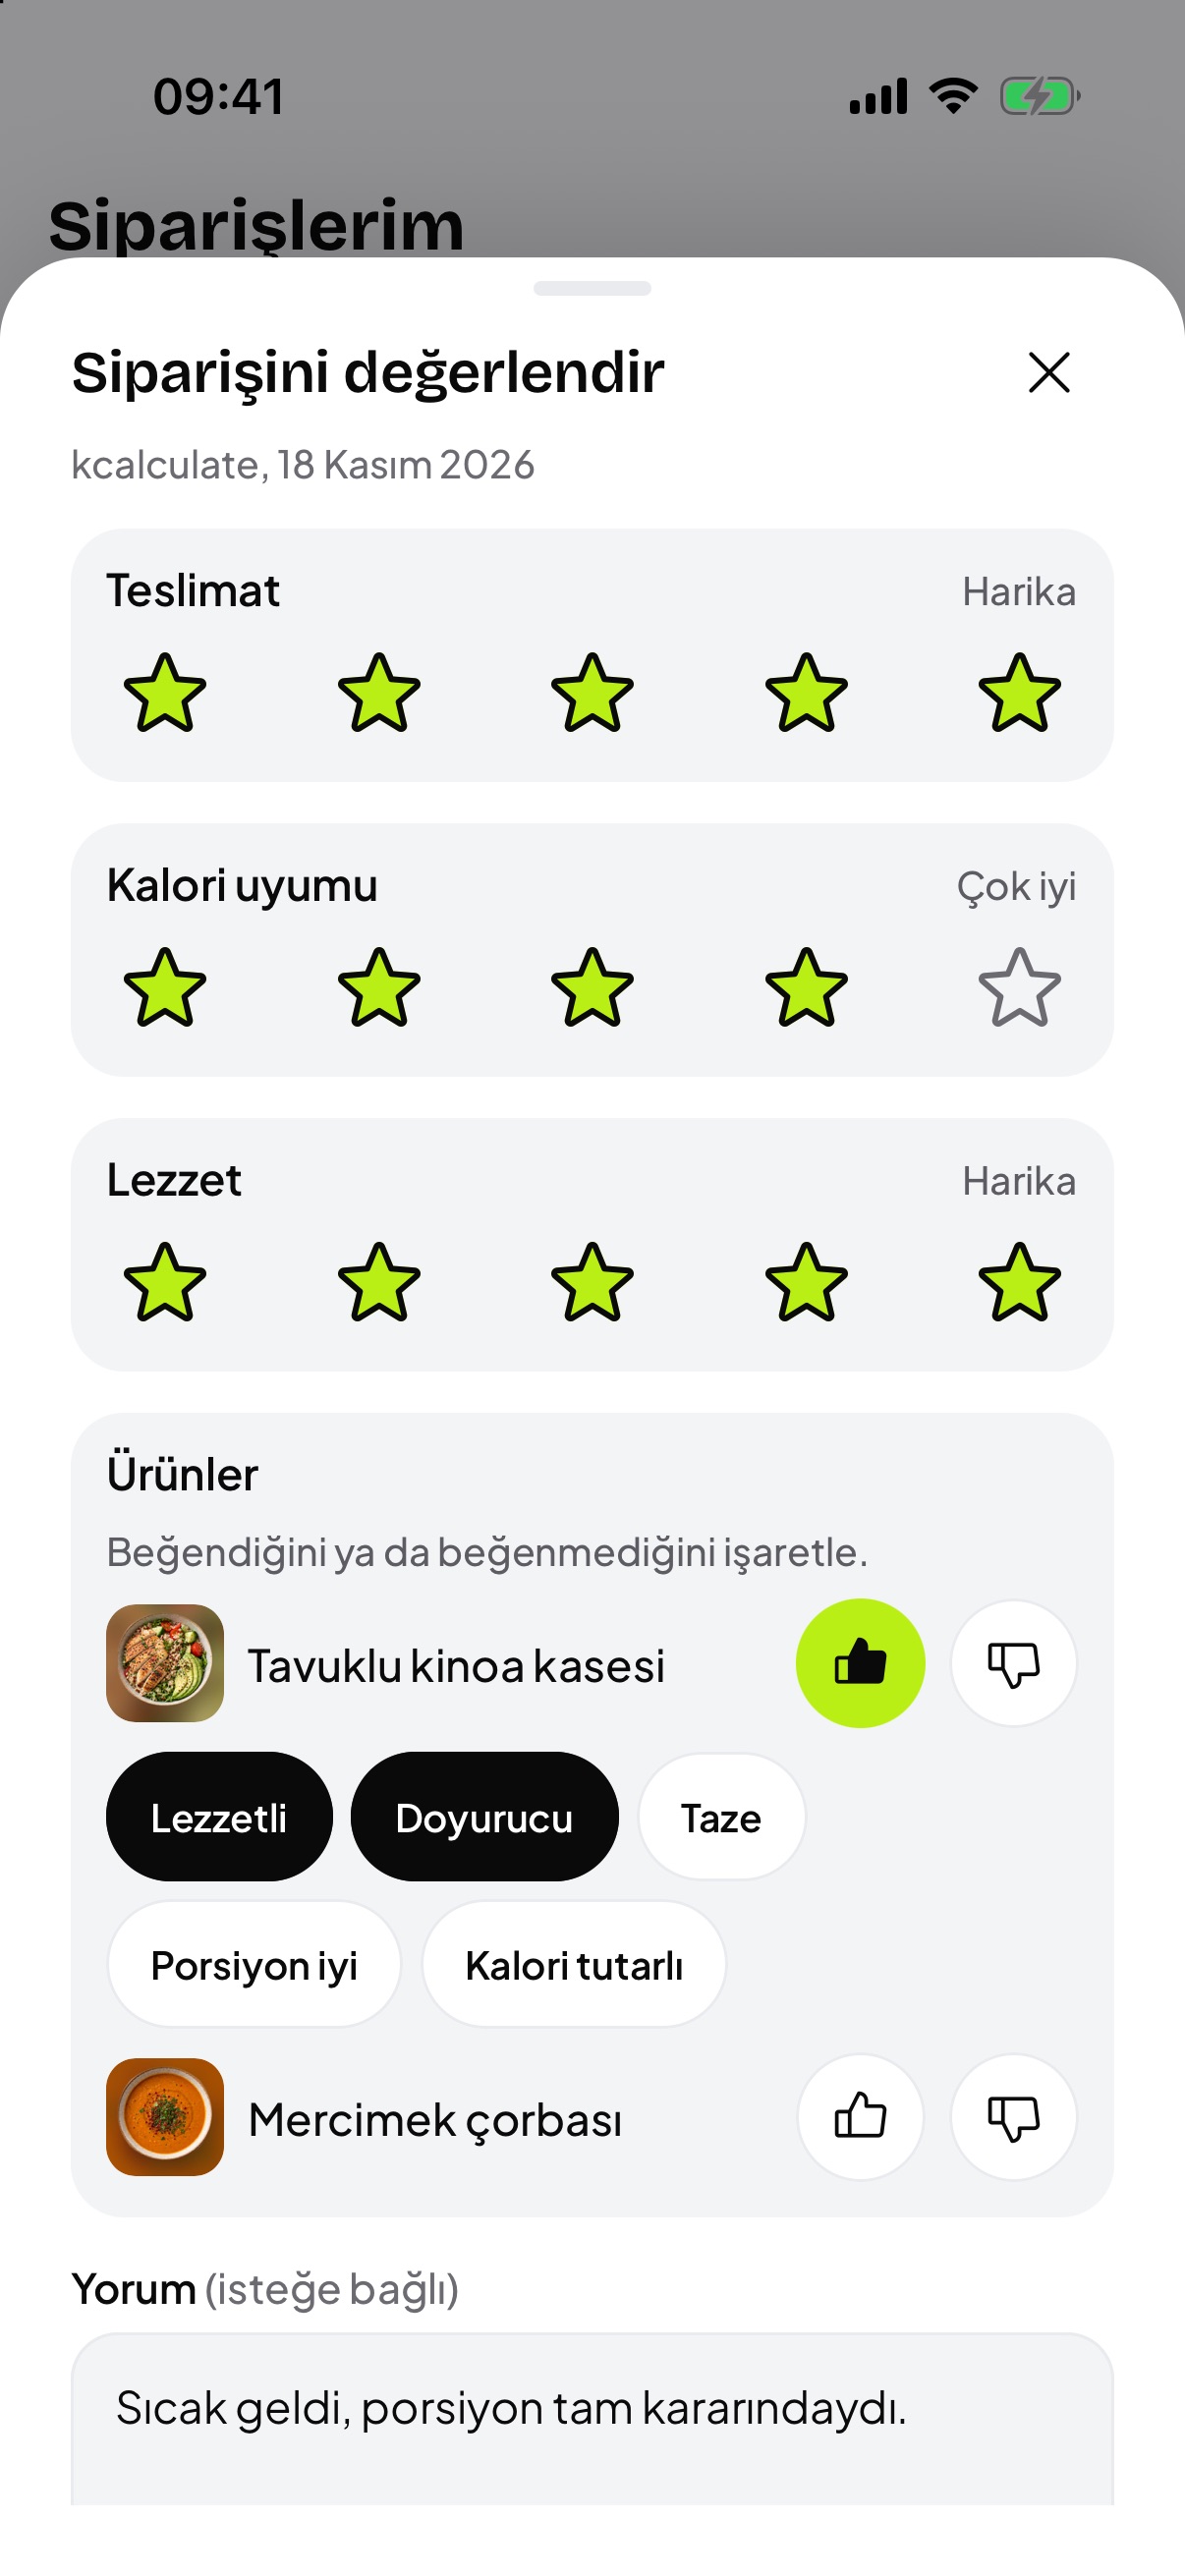 09:41
Siparişlerim
Siparişini değerlendir
kcalculate, 18 Kasım 2026
Teslimat
Harika
Kalori uyumu
Çok iyi
Lezzet
Harika
Ürünler
Beğendiğini ya da beğenmediğini işaretle.
Tavuklu kinoa kasesi
Lezzetli
Doyurucu
Taze
Porsiyon iyi
Kalori tutarlı
Mercimek çorbası
Yorum (isteğe bağlı)
Sıcak geldi, porsiyon tam kararındaydı.